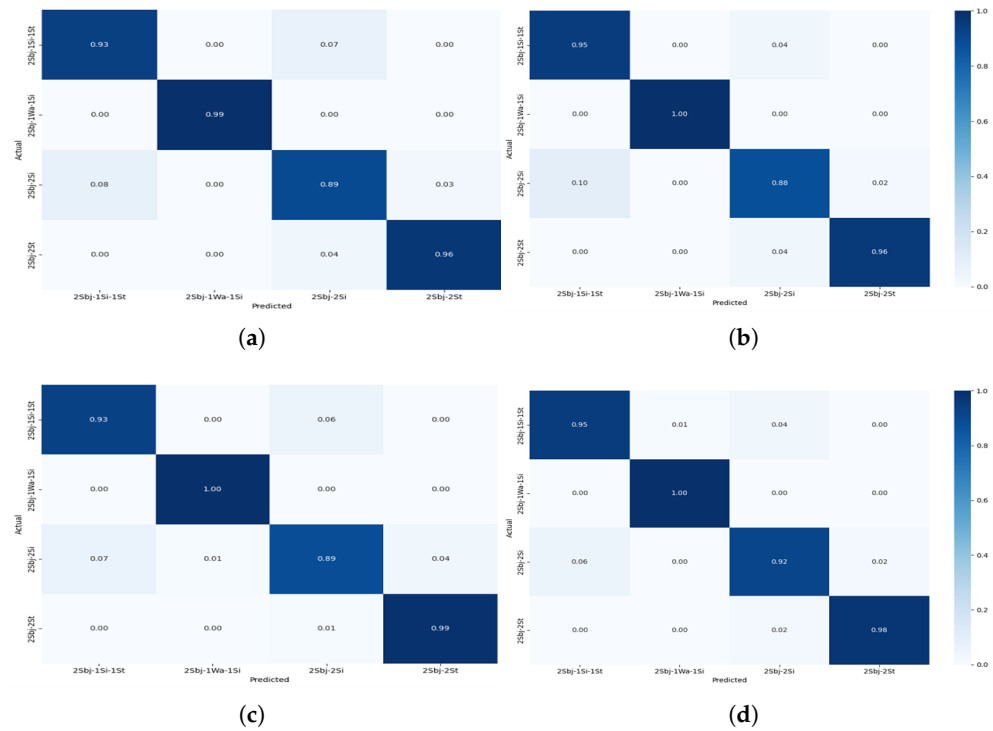 2Sbj-1Si-1St 0.93 0.00 0.07 0.00
2Sbj-1Wa-1Si 0.00 0.99 0.00 0.00
Actual
2Sbj-2Si 0.08 0.00 0.89 0.03
2Sbj-2St 0.00 0.00 0.04 0.96
2Sbj-1Si-1St 2Sbj-1Wa-1Si 2Sbj-2Si 2Sbj-2St
Predicted
(a)
2Sbj-1Si-1St 0.95 0.00 0.04 0.00
2Sbj-1Wa-1Si 0.00 1.00 0.00 0.00
Actual
2Sbj-2Si 0.10 0.00 0.88 0.02
2Sbj-2St 0.00 0.00 0.04 0.96
2Sbj-1Si-1St 2Sbj-1Wa-1Si 2Sbj-2Si 2Sbj-2St
Predicted
1.0
0.8
0.6
0.4
0.2
0.0
(b)
2Sbj-1Si-1St 0.93 0.00 0.06 0.00
2Sbj-1Wa-1Si 0.00 1.00 0.00 0.00
Actual
2Sbj-2Si 0.07 0.01 0.89 0.04
2Sbj-2St 0.00 0.00 0.01 0.99
2Sbj-1Si-1St 2Sbj-1Wa-1Si 2Sbj-2Si 2Sbj-2St
Predicted
(c)
2Sbj-1Si-1St 0.95 0.01 0.04 0.00
2Sbj-1Wa-1Si 0.00 1.00 0.00 0.00
Actual
2Sbj-2Si 0.06 0.00 0.92 0.02
2Sbj-2St 0.00 0.00 0.02 0.98
2Sbj-1Si-1St 2Sbj-1Wa-1Si 2Sbj-2Si 2Sbj-2St
Predicted
1.0
0.8
0.6
0.4
0.2
0.0
(d)